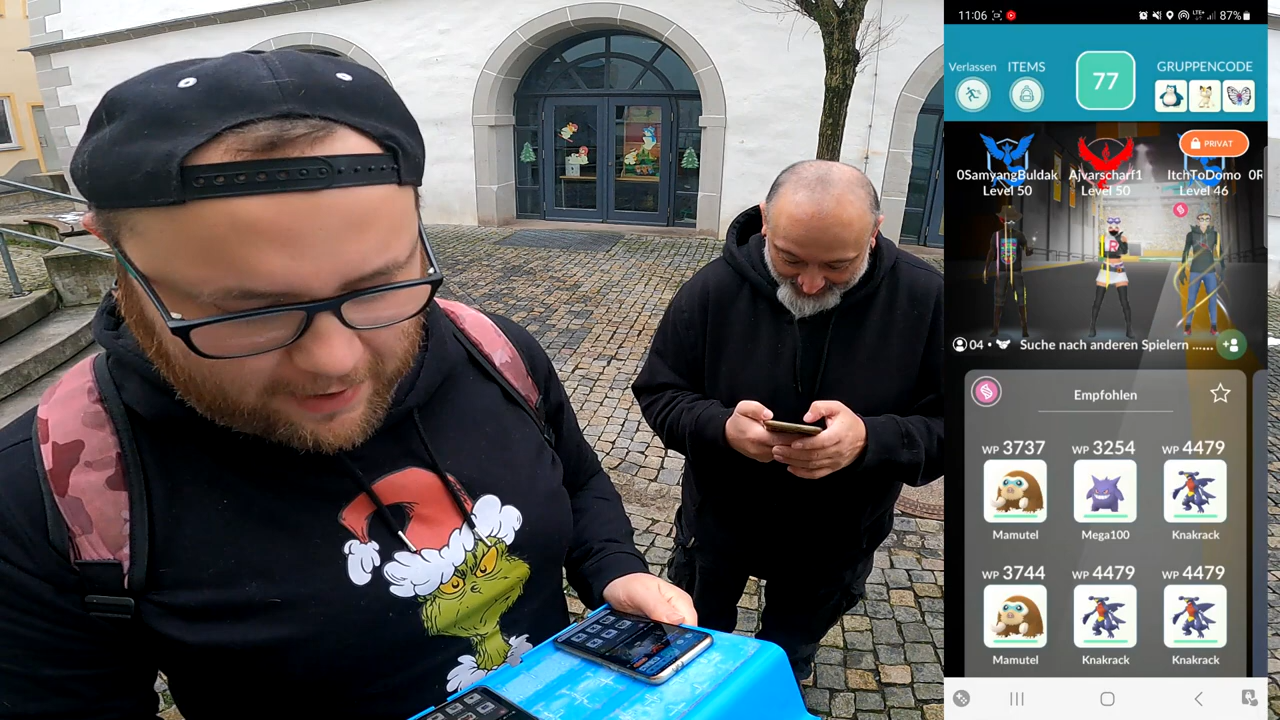 11:06
LTE+
87%
Verlassen
ITEMS
77
GRUPPENCODE
PRIVAT
0SamyangBuldak
Level 50
Ajvarscharf1
Level 50
ItchToDomo
Level 46
0F
R
04 • Suche nach anderen Spielern ......
Empfohlen
WP 3737
WP 3254
WP 4479
Mamutel
Mega100
Knakrack
WP 3744
WP 4479
WP 4479
Mamutel
Knakrack
Knakrack